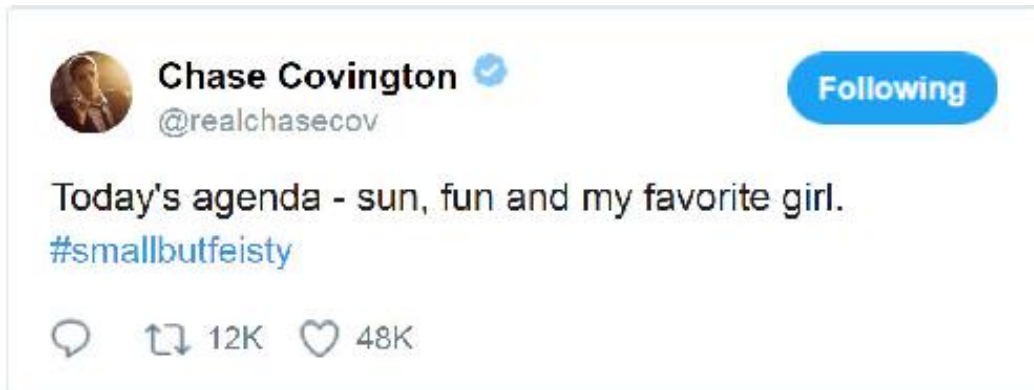 Chase Covington
Following
@realchasecov
Today's agenda - sun, fun and my favorite girl.
#smallbutfeisty
12K 48K